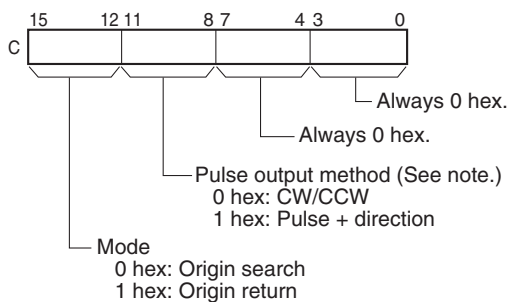 15 12 11 8 7 4 3 0
C
Always 0 hex.
Always 0 hex.
Pulse output method (See note.)
0 hex: CW/CCW
1 hex: Pulse + direction
Mode
0 hex: Origin search
1 hex: Origin return